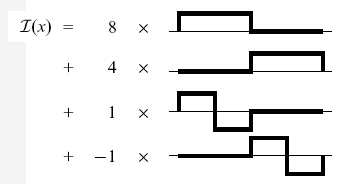 𝓘(x) = 8 ×
+ 4 ×
+ 1 ×
+ −1 ×